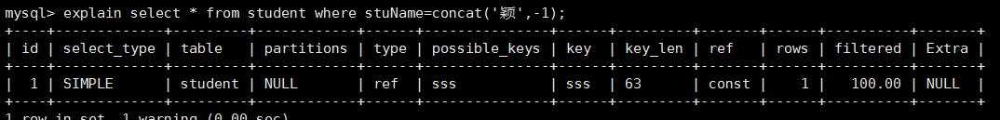 mysql> explain select * from student where stuName=concat('颖',-1);
+----+-------------+---------+------------+------+---------------+------+---------+-------+------+----------+-------+
| id | select_type | table | partitions | type | possible_keys | key | key_len | ref | rows | filtered | Extra |
+----+-------------+---------+------------+------+---------------+------+---------+-------+------+----------+-------+
| 1 | SIMPLE | student | NULL | ref | sss | sss | 63 | const | 1 | 100.00 | NULL |
+----+-------------+---------+------------+------+---------------+------+---------+-------+------+----------+-------+
1 row in set, 1 warning (0.00 sec)